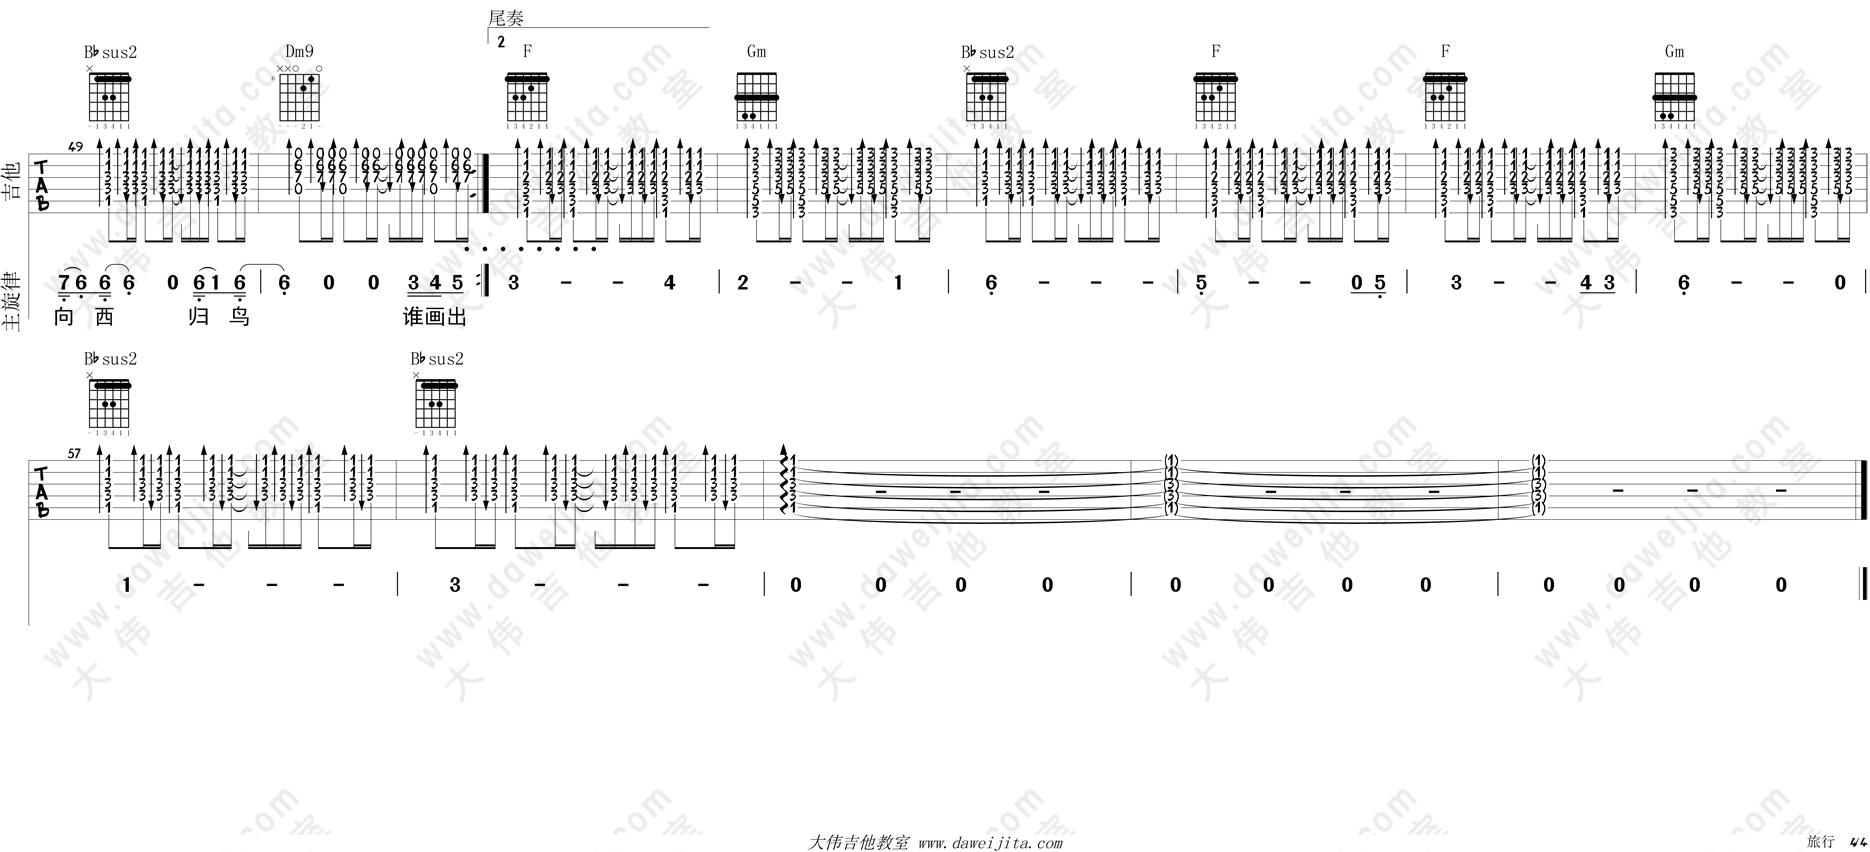 尾奏
2
B♭sus2 Dm9 F Gm B♭sus2 F F Gm
49
吉他
TAB
主旋律
7 6 6 6 0 6 1 6 | 6 0 0 3 4 5 3 - - 4 | 2 - - 1 | 6 - - - | 5 - - 0 5 | 3 - - 4 3 | 6 - - 0
向 西 归 鸟 谁画出
B♭sus2 B♭sus2
57
TAB
1 - - - | 3 - - - | 0 0 0 0 | 0 0 0 0 | 0 0 0 0
大伟吉他教室 www.daweijita.com
旅行 4/4